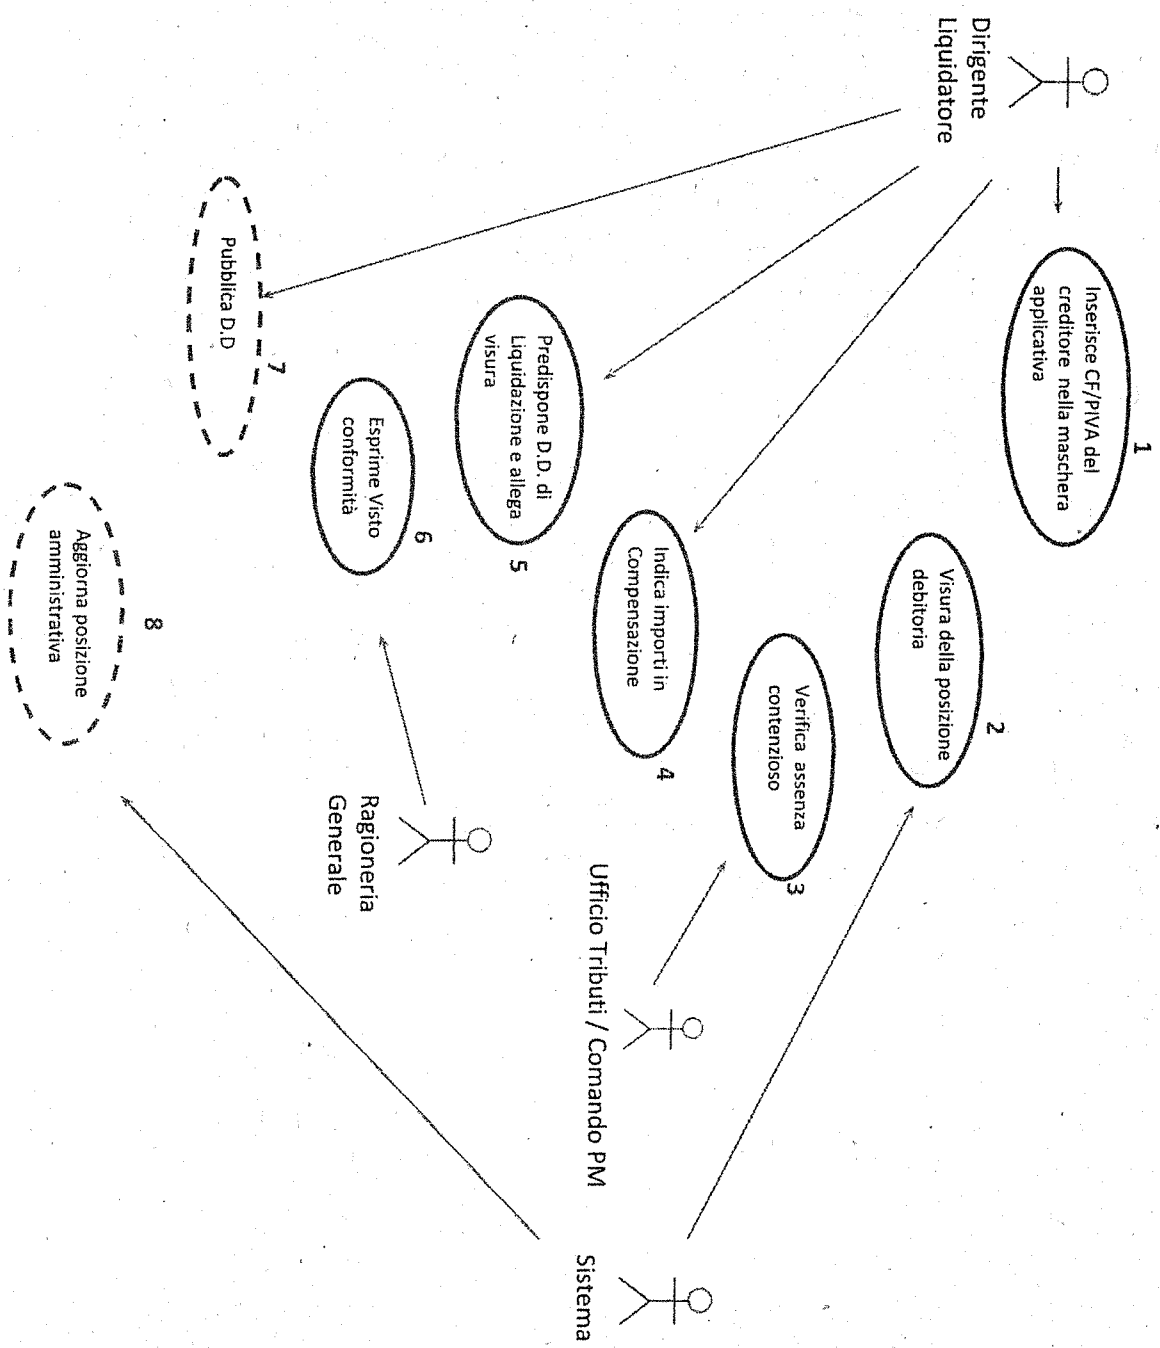 Dirigente
Liquidatore
1
Inserisce CF/PIVA del
creditore nella maschera
applicativa
2
Visura della posizione
debitoria
3
Verifica assenza
contenzioso
4
Indica importi in
Compensazione
5
Predispone D.D. di
Liquidazione e allega
visura
6
Esprime Visto
conformità
7
Pubblica D.D
8
Aggiorna posizione
amministrativa
Ragioneria
Generale
Ufficio Tributi / Comando PM
Sistema